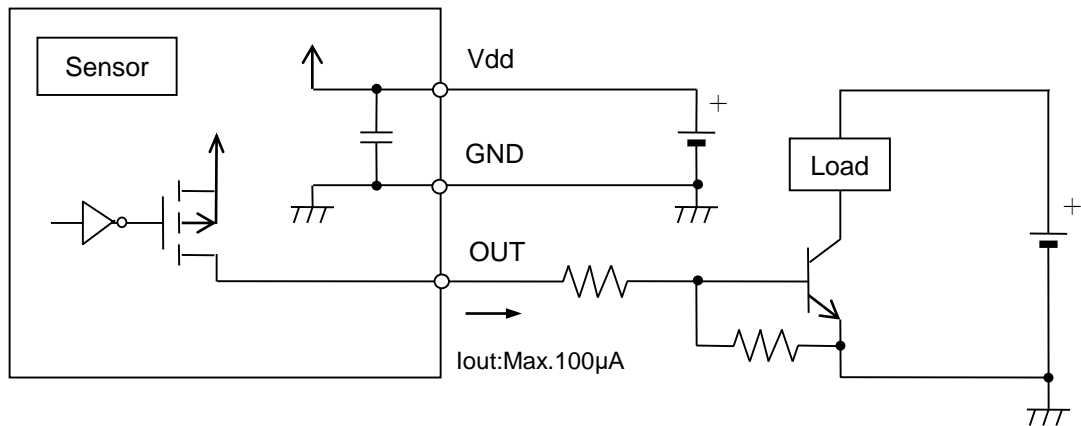 Sensor
Vdd
GND
OUT
Iout:Max.100µA
+
Load
+